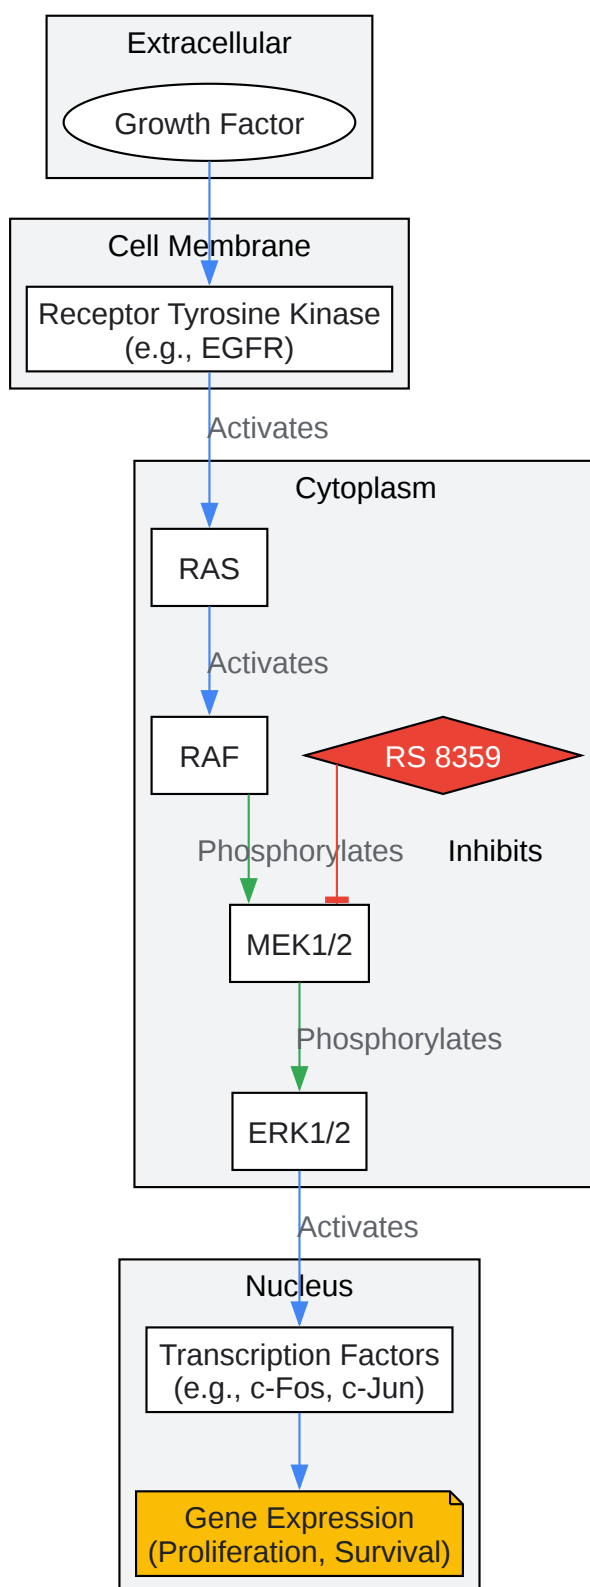 Extracellular
Growth Factor
Cell Membrane
Receptor Tyrosine Kinase
(e.g., EGFR)
Activates
Cytoplasm
RAS
Activates
RAF
RS 8359
Phosphorylates
Inhibits
MEK1/2
Phosphorylates
ERK1/2
Activates
Nucleus
Transcription Factors
(e.g., c-Fos, c-Jun)
Gene Expression
(Proliferation, Survival)